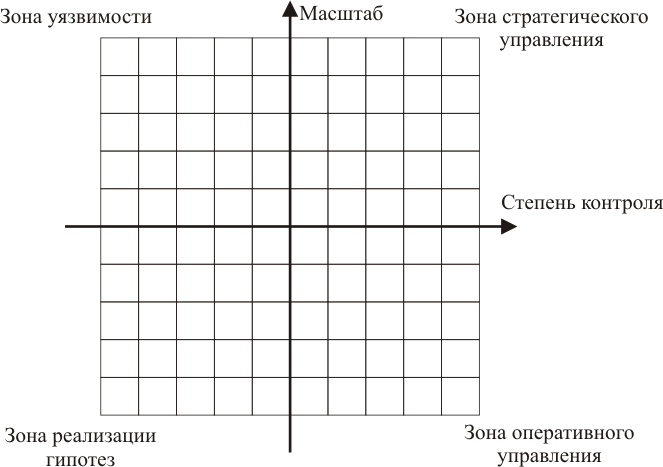 Зона уязвимости
Масштаб
Зона стратегического
управления
Степень контроля
Зона реализации
гипотез
Зона оперативного
управления